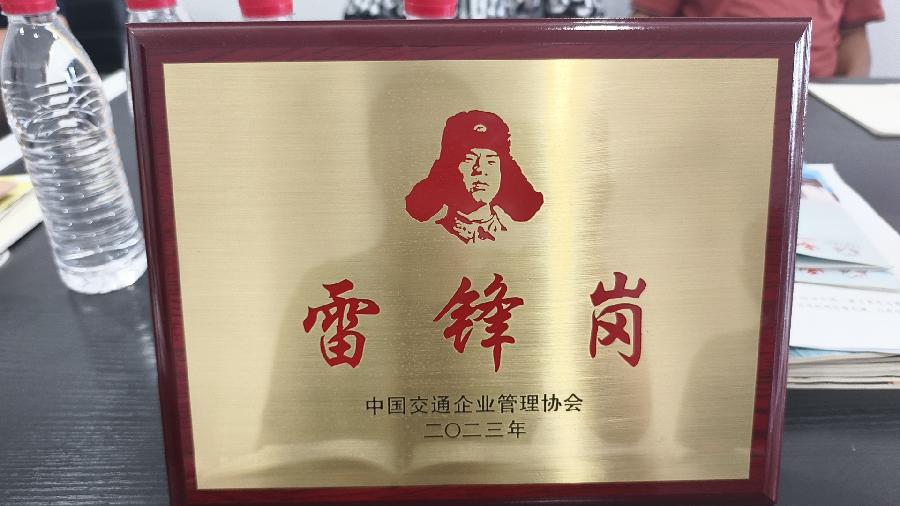 雷锋岗
中国交通企业管理协会
二〇二三年